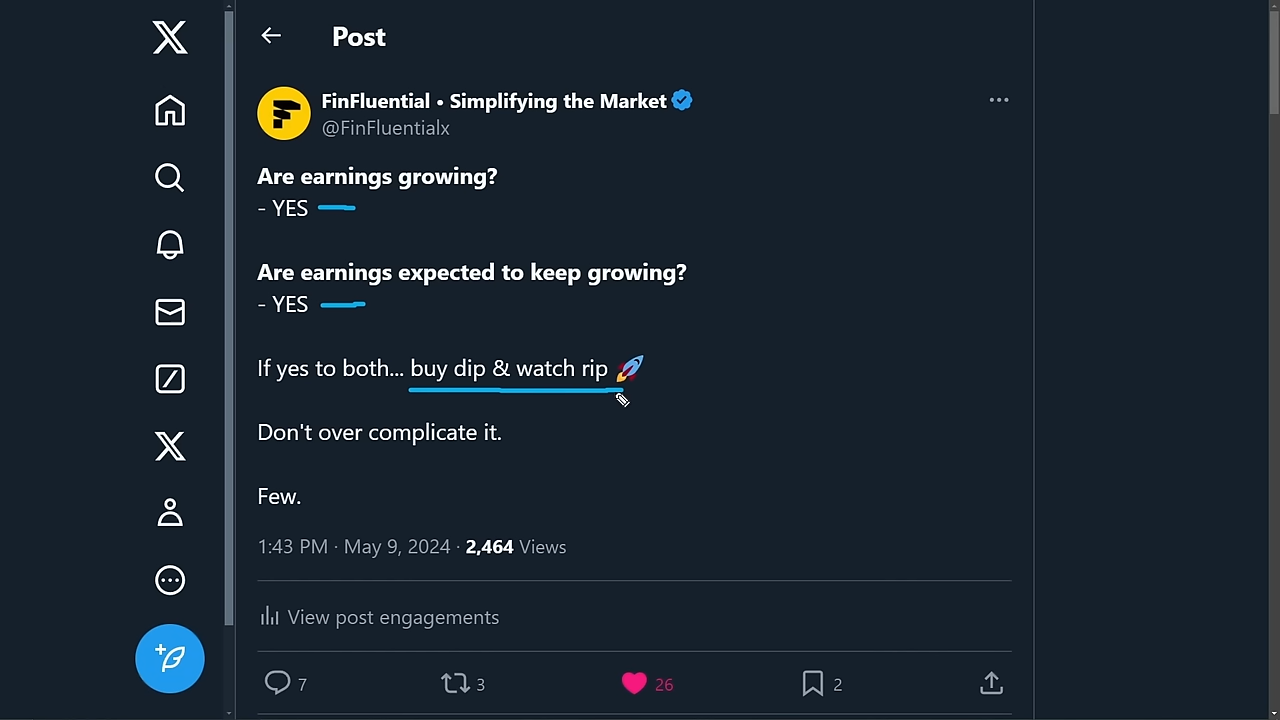 Post
FinFluential • Simplifying the Market
@FinFluentialx
Are earnings growing?
- YES
Are earnings expected to keep growing?
- YES
If yes to both... buy dip & watch rip 🚀
Don't over complicate it.
Few.
1:43 PM · May 9, 2024 · 2,464 Views
View post engagements
7 3 26 2